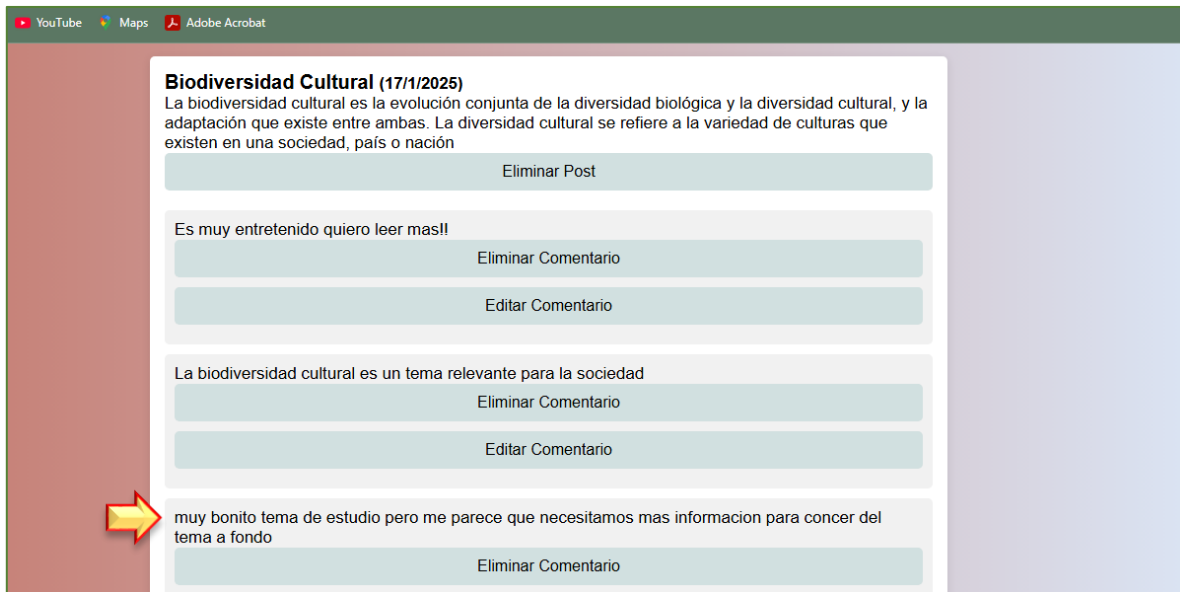 YouTube Maps Adobe Acrobat
Biodiversidad Cultural (17/1/2025)
La biodiversidad cultural es la evolución conjunta de la diversidad biológica y la diversidad cultural, y la
adaptación que existe entre ambas. La diversidad cultural se refiere a la variedad de culturas que
existen en una sociedad, país o nación
Eliminar Post
Es muy entretenido quiero leer mas!!
Eliminar Comentario
Editar Comentario
La biodiversidad cultural es un tema relevante para la sociedad
Eliminar Comentario
Editar Comentario
muy bonito tema de estudio pero me parece que necesitamos mas informacion para concer del
tema a fondo
Eliminar Comentario